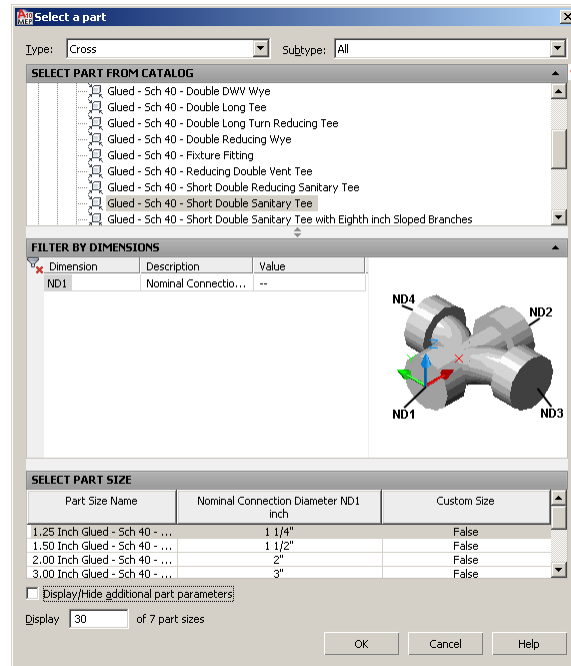 A10 MEP Select a part
Type: Cross Subtype: All
SELECT PART FROM CATALOG
Glued - Sch 40 - Double DWV Wye
Glued - Sch 40 - Double Long Tee
Glued - Sch 40 - Double Long Turn Reducing Tee
Glued - Sch 40 - Double Reducing Wye
Glued - Sch 40 - Fixture Fitting
Glued - Sch 40 - Reducing Double Vent Tee
Glued - Sch 40 - Short Double Reducing Sanitary Tee
Glued - Sch 40 - Short Double Sanitary Tee
Glued - Sch 40 - Short Double Sanitary Tee with Eighth inch Sloped Branches
FILTER BY DIMENSIONS
Dimension Description Value
ND1 Nominal Connectio... --
ND4
ND2
ND1
ND3
SELECT PART SIZE
Part Size Name Nominal Connection Diameter ND1 Custom Size
inch
1.25 Inch Glued - Sch 40 - ... 1 1/4" False
1.50 Inch Glued - Sch 40 - ... 1 1/2" False
2.00 Inch Glued - Sch 40 - ... 2" False
3.00 Inch Glued - Sch 40 - ... 3" False
Display/Hide additional part parameters
Display 30 of 7 part sizes
OK Cancel Help